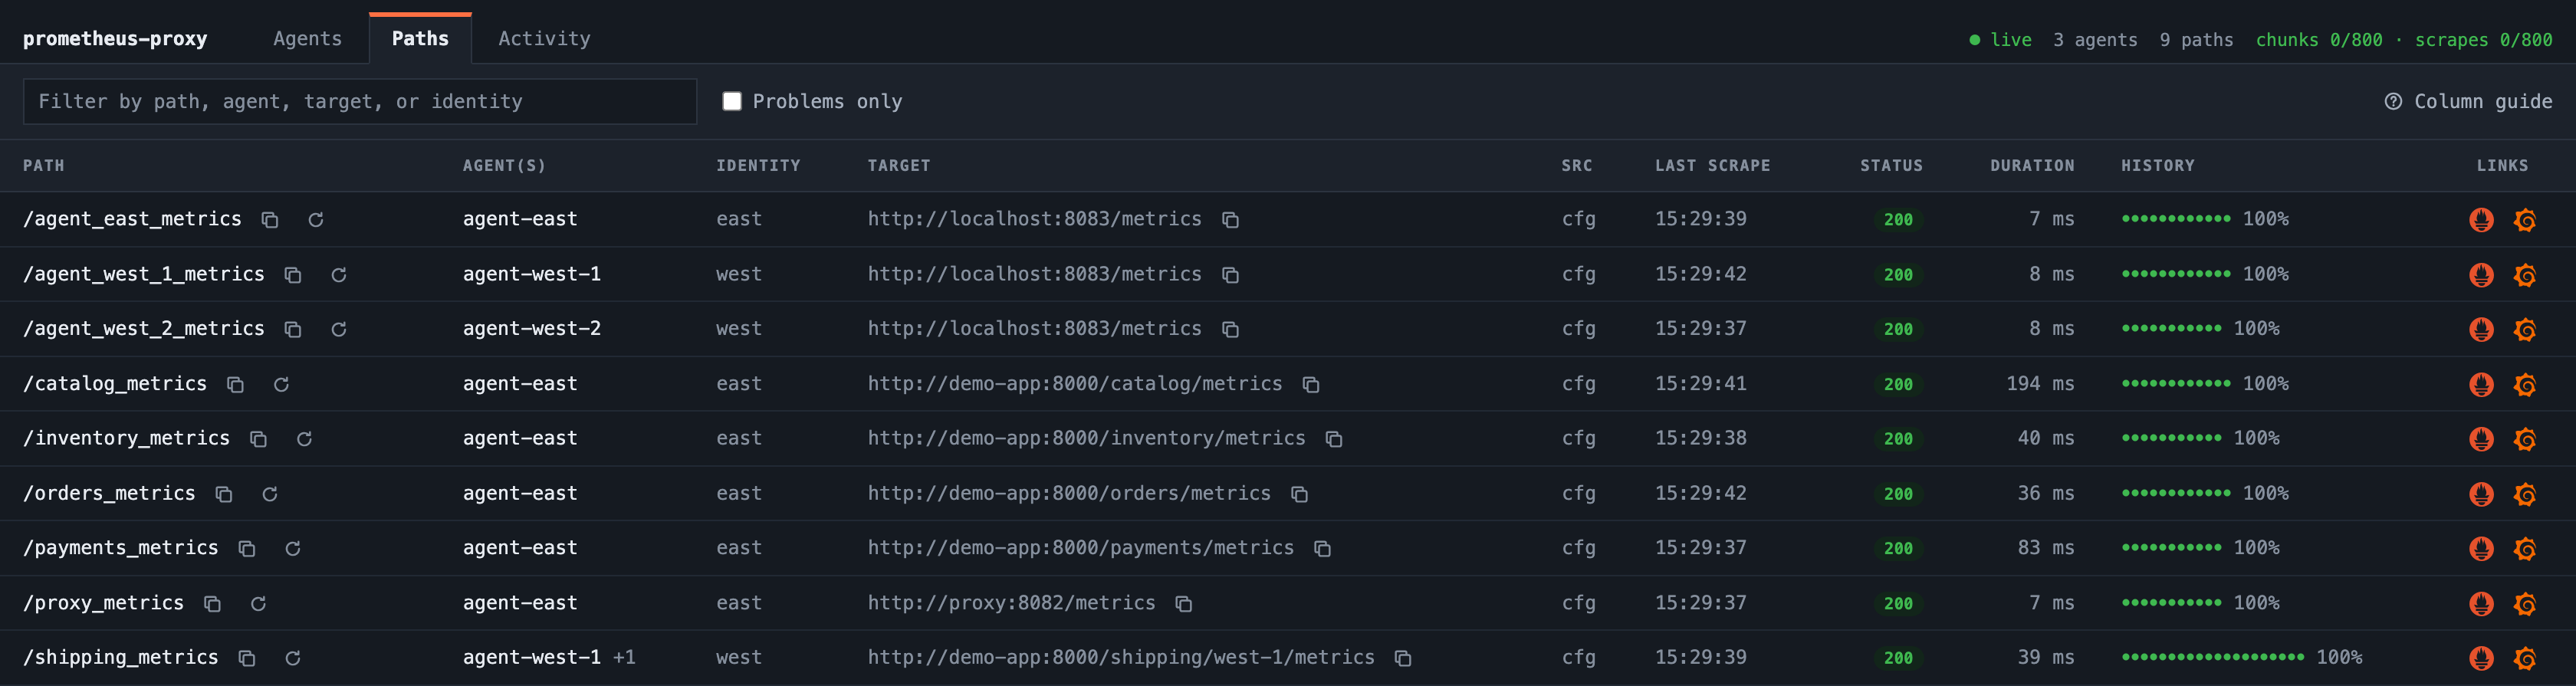 prometheus-proxy Agents Paths Activity live 3 agents 9 paths chunks 0/800 · scrapes 0/800
Filter by path, agent, target, or identity Problems only Column guide
PATH AGENT(S) IDENTITY TARGET SRC LAST SCRAPE STATUS DURATION HISTORY LINKS
/agent_east_metrics agent-east east http://localhost:8083/metrics cfg 15:29:39 200 7 ms 100%
/agent_west_1_metrics agent-west-1 west http://localhost:8083/metrics cfg 15:29:42 200 8 ms 100%
/agent_west_2_metrics agent-west-2 west http://localhost:8083/metrics cfg 15:29:37 200 8 ms 100%
/catalog_metrics agent-east east http://demo-app:8000/catalog/metrics cfg 15:29:41 200 194 ms 100%
/inventory_metrics agent-east east http://demo-app:8000/inventory/metrics cfg 15:29:38 200 40 ms 100%
/orders_metrics agent-east east http://demo-app:8000/orders/metrics cfg 15:29:42 200 36 ms 100%
/payments_metrics agent-east east http://demo-app:8000/payments/metrics cfg 15:29:37 200 83 ms 100%
/proxy_metrics agent-east east http://proxy:8082/metrics cfg 15:29:37 200 7 ms 100%
/shipping_metrics agent-west-1 +1 west http://demo-app:8000/shipping/west-1/metrics cfg 15:29:39 200 39 ms 100%